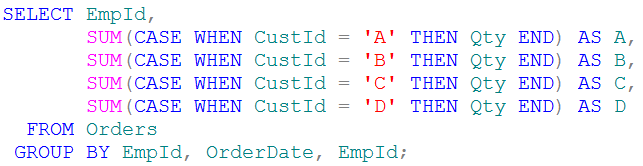 SELECT EmpId,
SUM(CASE WHEN CustId = 'A' THEN Qty END) AS A,
SUM(CASE WHEN CustId = 'B' THEN Qty END) AS B,
SUM(CASE WHEN CustId = 'C' THEN Qty END) AS C,
SUM(CASE WHEN CustId = 'D' THEN Qty END) AS D
FROM Orders
GROUP BY EmpId, OrderDate, EmpId;